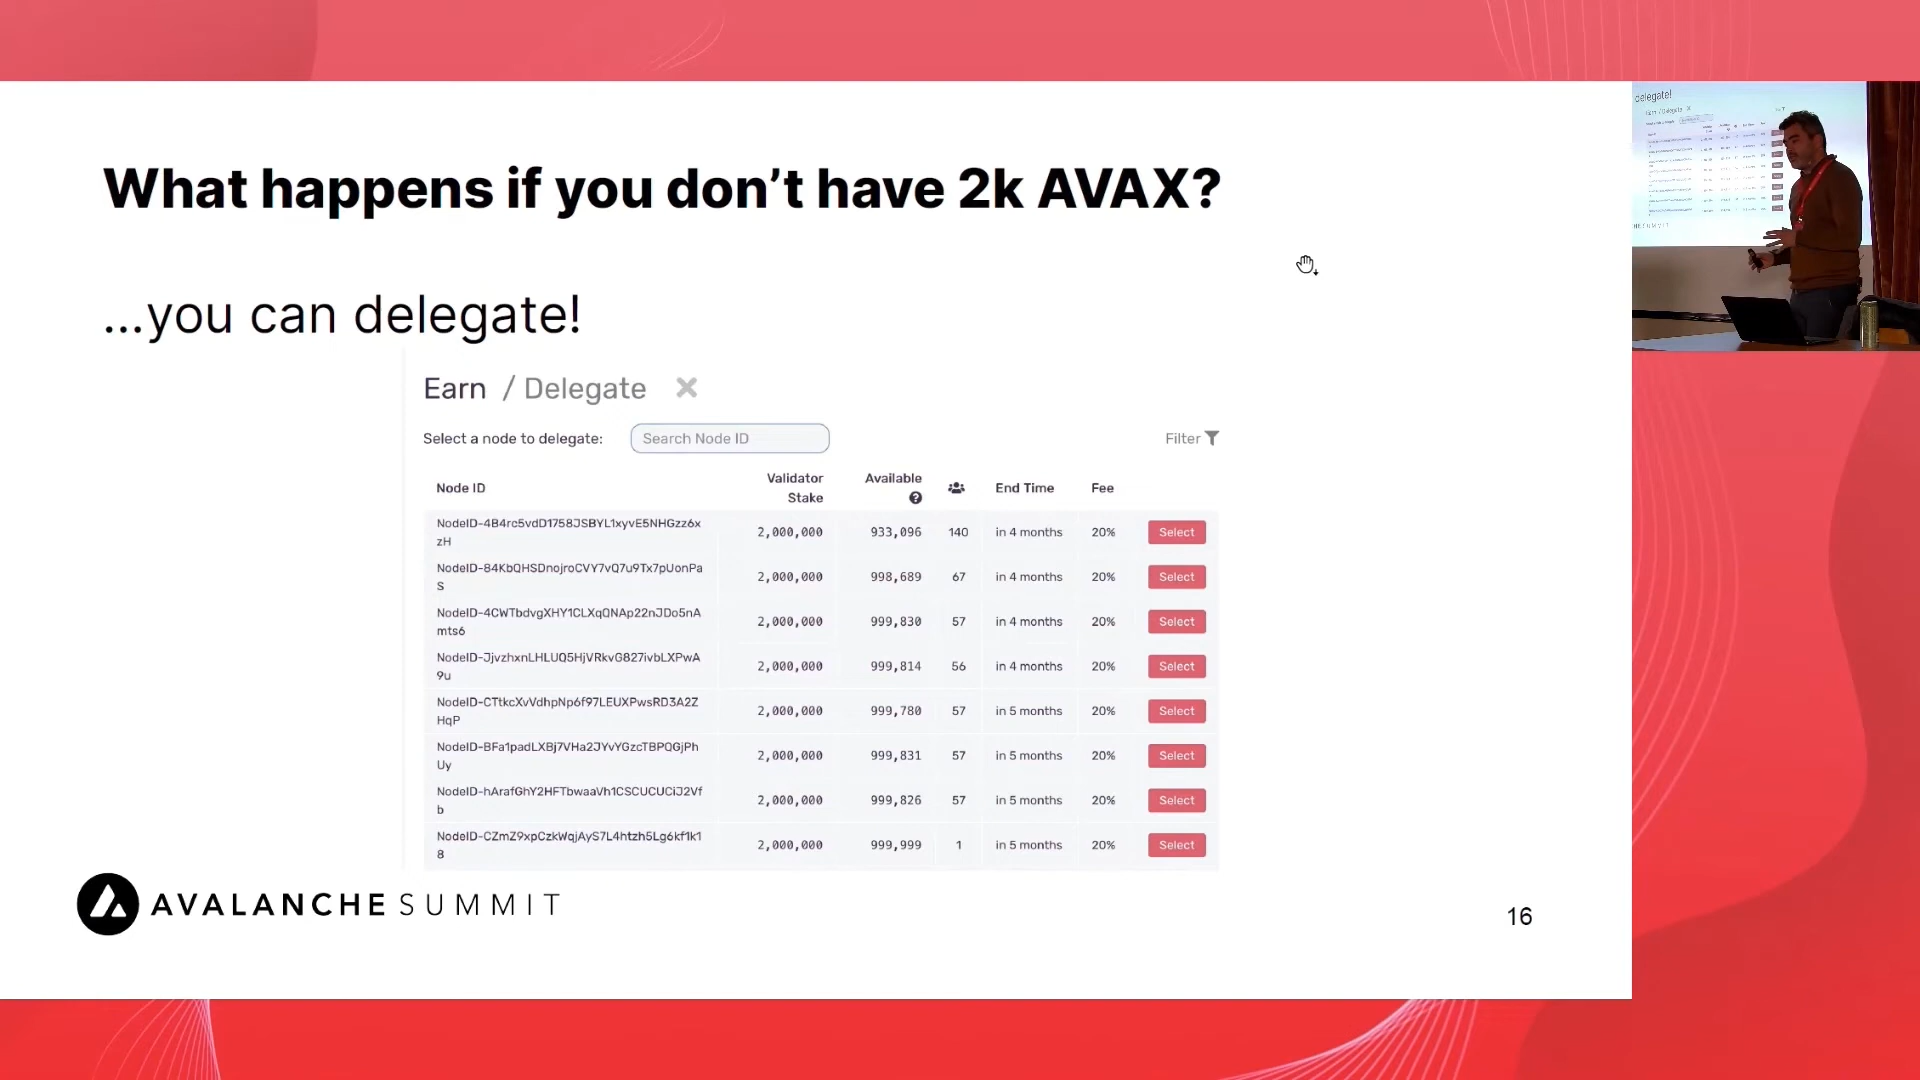 What happens if you don't have 2k AVAX?
...you can delegate!
Earn / Delegate
Select a node to delegate: Search Node ID Filter
Node ID Validator Stake Available End Time Fee
NodeID-4B4rc5vdD1758JSBYL1xyvE5NHGzz6x
zH
2,000,000 933,096 140 in 4 months 20% Select
NodeID-84KbQHSDnojroCVY7vQ7u9Tx7pUonPa
S
2,000,000 998,689 67 in 4 months 20% Select
NodeID-4CWTbdvgXHY1CLXqQNAp22nJDo5nA
mts6
2,000,000 999,830 57 in 4 months 20% Select
NodeID-JjvzhxnLHLUQ5HjVRkvG827ivbLXPwA
9u
2,000,000 999,814 56 in 4 months 20% Select
NodeID-CTtkcXvVdhpNp6f97LEUXPwsRD3A2Z
HqP
2,000,000 999,780 57 in 5 months 20% Select
NodeID-BFa1padLXBj7VHa2JYvYGzcTBPQGjPh
Uy
2,000,000 999,831 57 in 5 months 20% Select
NodeID-hArafGhY2HFTbwaaVh1CSCUCUCiJ2Vf
b
2,000,000 999,826 57 in 5 months 20% Select
NodeID-CZmZ9xpCzkWqjAyS7L4htzh5Lg6kf1k1
8
2,000,000 999,999 1 in 5 months 20% Select
AVALANCHE SUMMIT
16
delegate!
Earn / Delegate